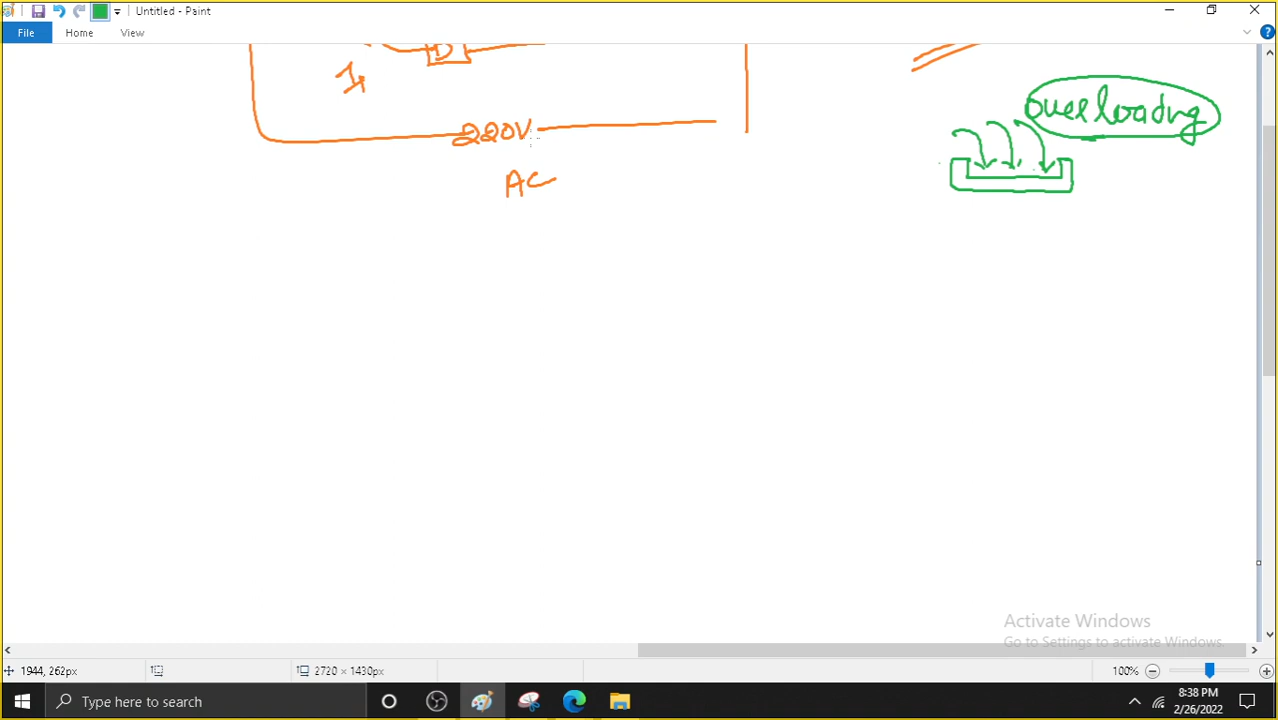 Untitled - Paint
File Home View
D
I4
220V
AC
overloading
Activate Windows
Go to Settings to activate Windows.
1944, 262px
2720 × 1430px
100%
Type here to search
8:38 PM
2/26/2022